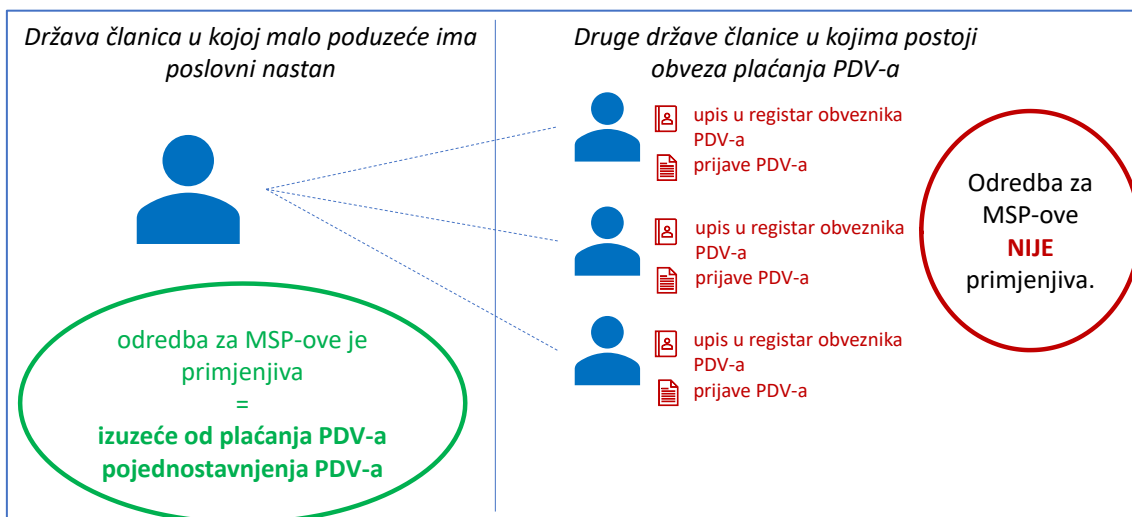 Država članica u kojoj malo poduzeće ima
poslovni nastan
odredba za MSP-ove je
primjenjiva
=
izuzeće od plaćanja PDV-a
pojednostavnjenja PDV-a
Druge države članice u kojima postoji
obveza plaćanja PDV-a
upis u registar obveznika
PDV-a
prijave PDV-a
upis u registar obveznika
PDV-a
prijave PDV-a
upis u registar obveznika
PDV-a
prijave PDV-a
Odredba za
MSP-ove
NIJE
primjenjiva.